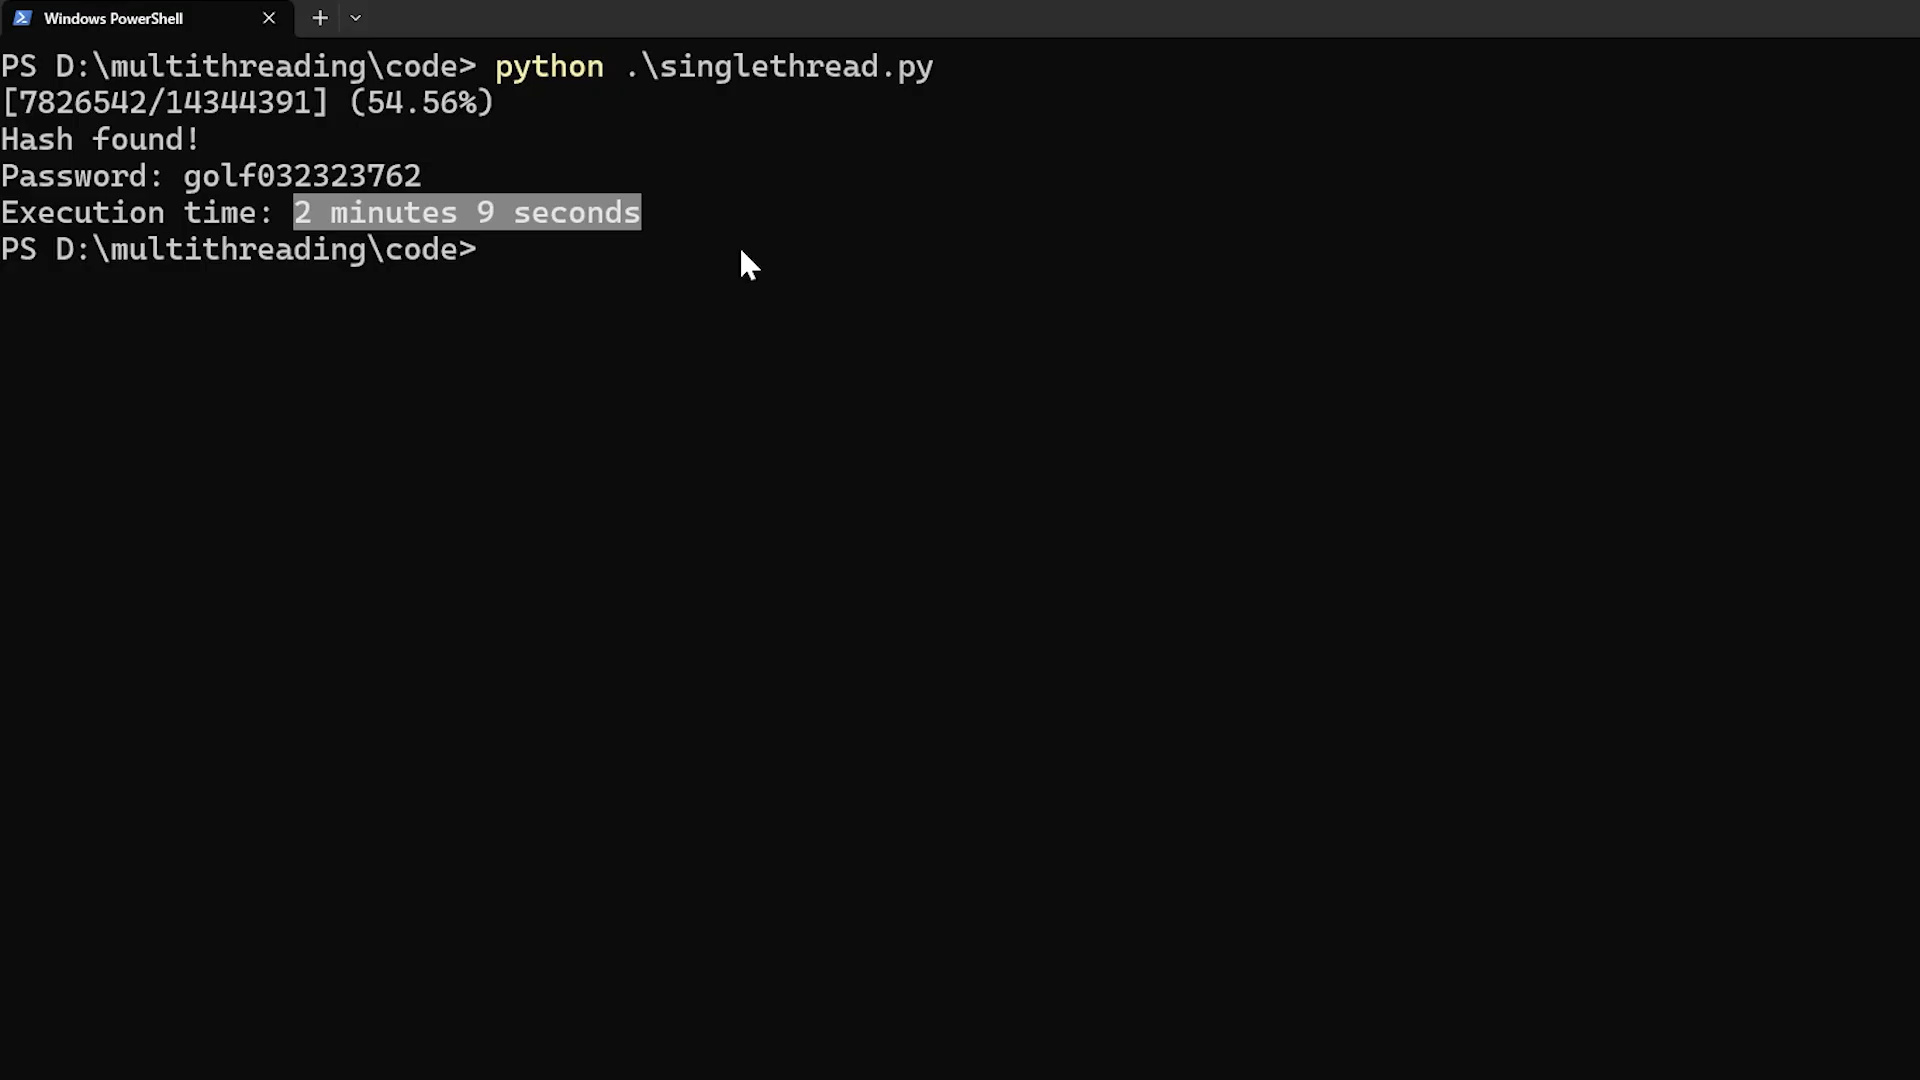 Windows PowerShell
PS D:\multithreading\code> python .\singlethread.py
[7826542/14344391] (54.56%)
Hash found!
Password: golf032323762
Execution time: 2 minutes 9 seconds
PS D:\multithreading\code>